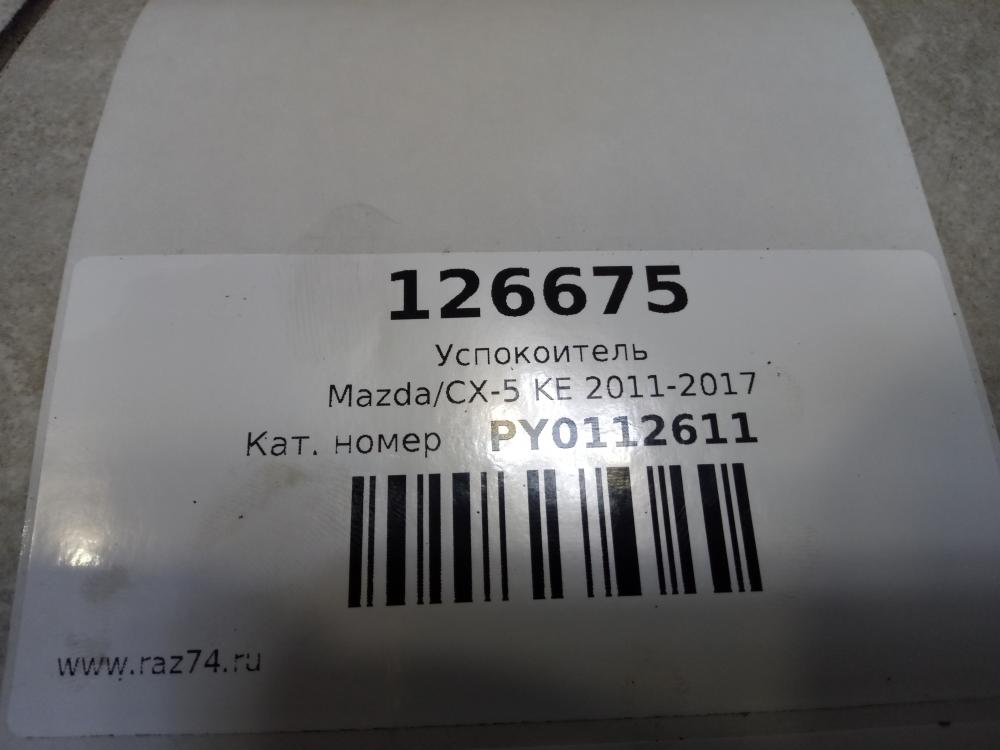 126675
Успокоитель
Mazda/CX-5 KE 2011-2017
Кат. номер PY0112611
www.raz74.ru